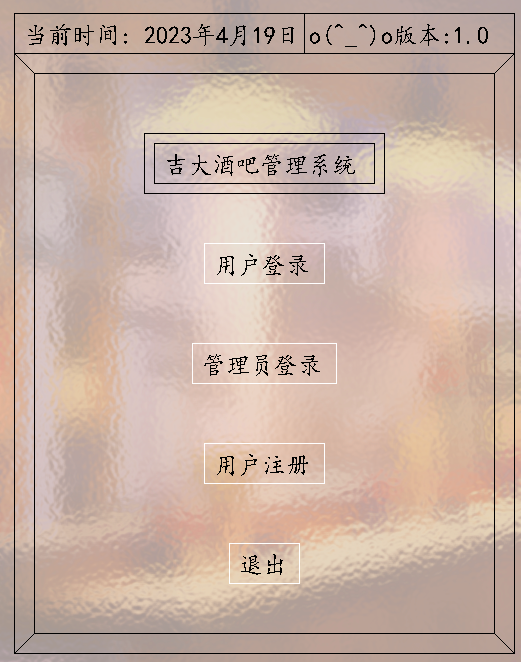 当前时间: 2023年4月19日 o(^_^)o版本:1.0
吉大酒吧管理系统
用户登录
管理员登录
用户注册
退出